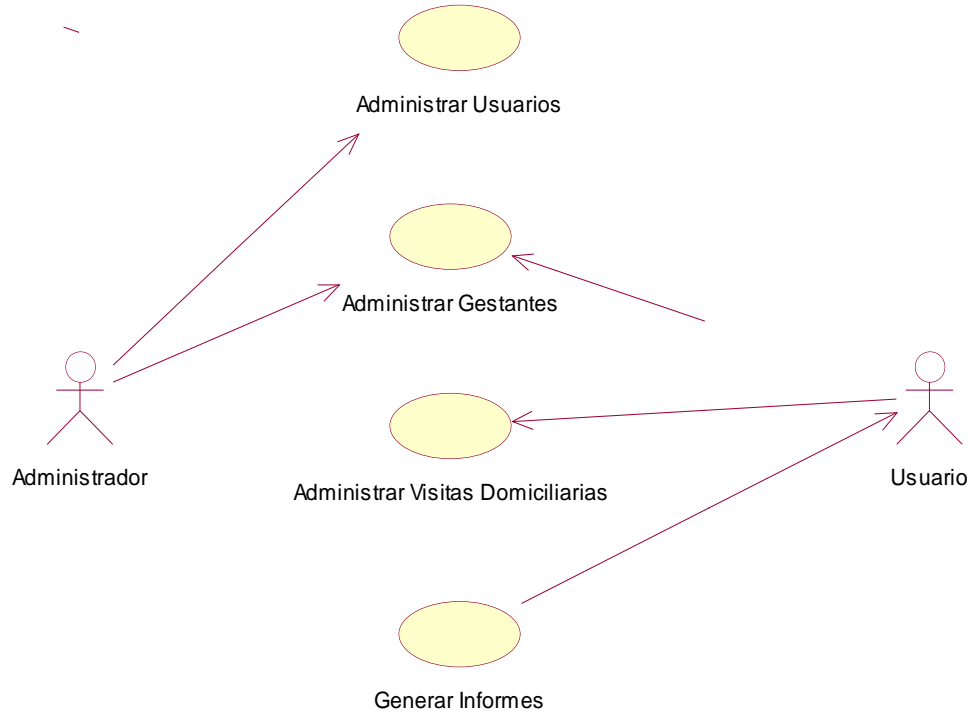 Administrar Usuarios
Administrar Gestantes
Administrador
Usuario
Administrar Visitas Domiciliarias
Generar Informes